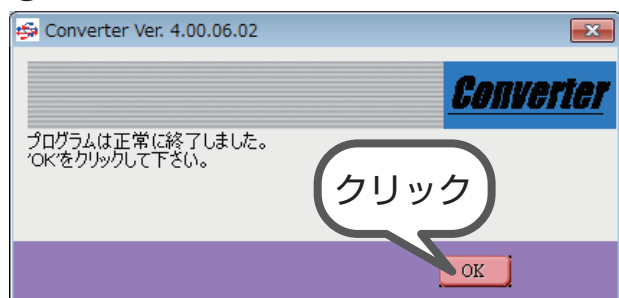 Converter Ver. 4.00.06.02
Converter
プログラムは正常に終了しました。
'OK'をクリックして下さい。
クリック
OK